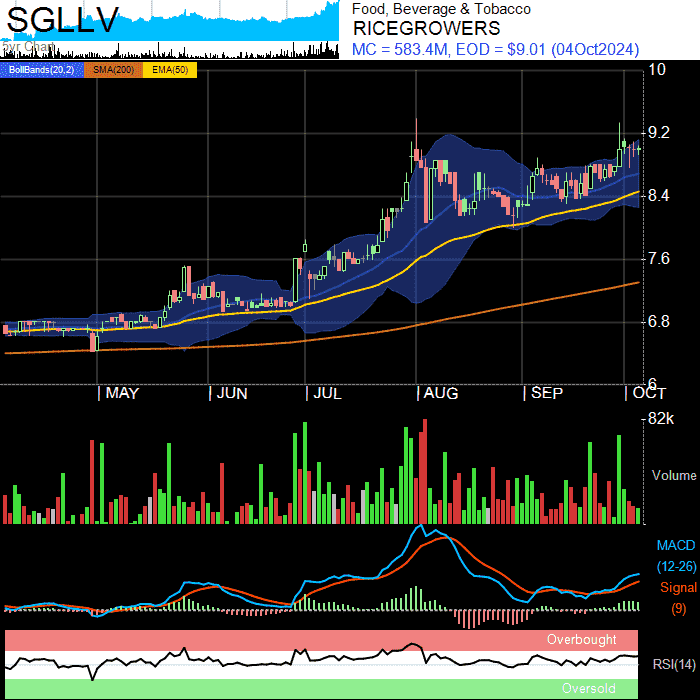 SGLLV
5yr Chart
Food, Beverage & Tobacco
RICEGROWERS
MC = 583.4M, EOD = $9.01 (04Oct2024)
BollBands(20,2) SMA(200) EMA(50)
10
9.2
8.4
7.6
6.8
6
MAY JUN JUL AUG SEP OCT
82k
Volume
MACD
(12-26)
Signal
(9)
Overbought
RSI(14)
Oversold